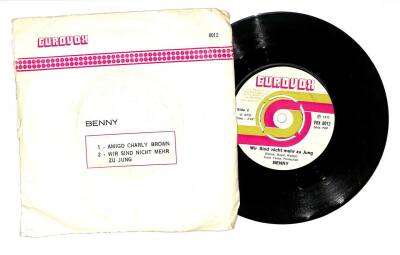 EUROVOX
8012
BENNY
1 - AMIGO CHARLY BROWN
2 - WIR SIND NICHT MEHR
ZU JUNG
EUROVOX
Side 2
Wir Sind nicht mehr zu Jung
BENNY